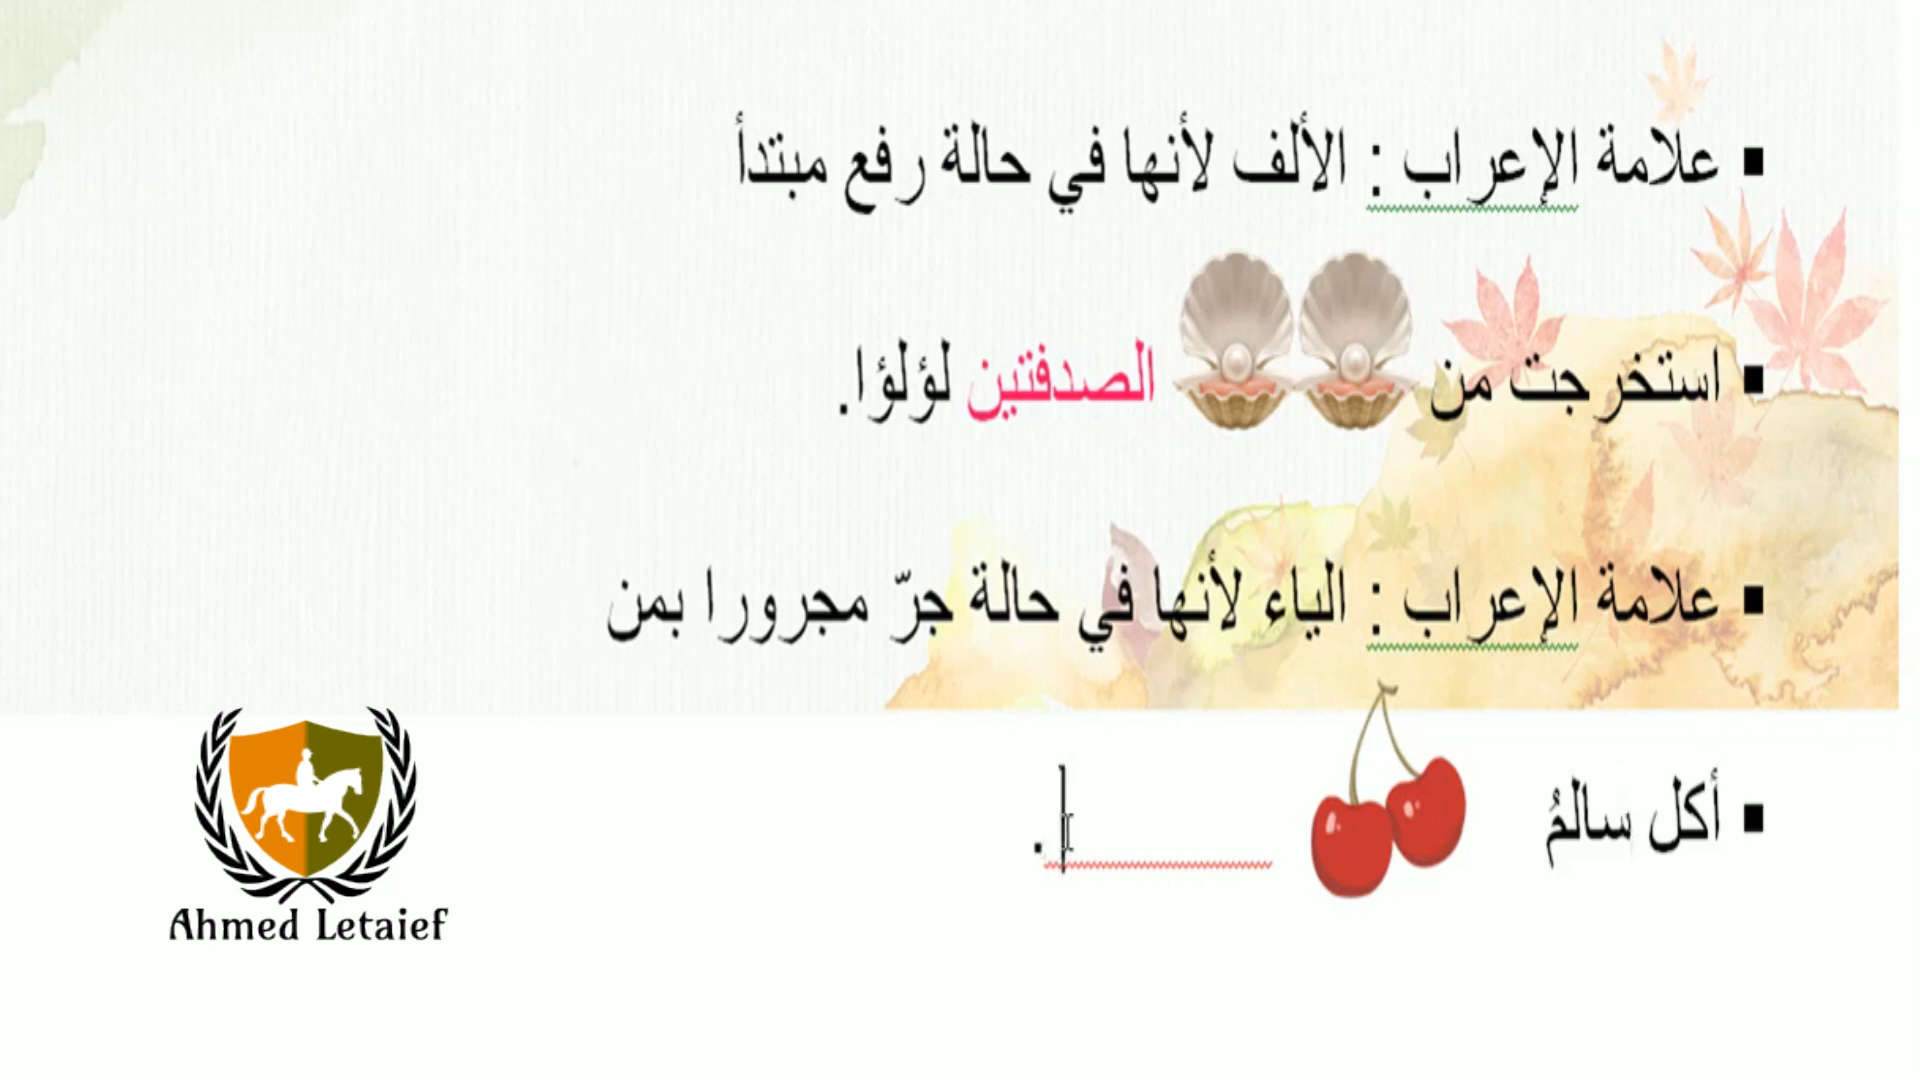 ▪ علامة الإعراب : الألف لأنها في حالة رفع مبتدأ
▪ استخرجت من الصدفتين لؤلؤا.
▪ علامة الإعراب : الياء لأنها في حالة جرّ مجرورا بمن
▪ أكل سالمُ .
Ahmed Letaief